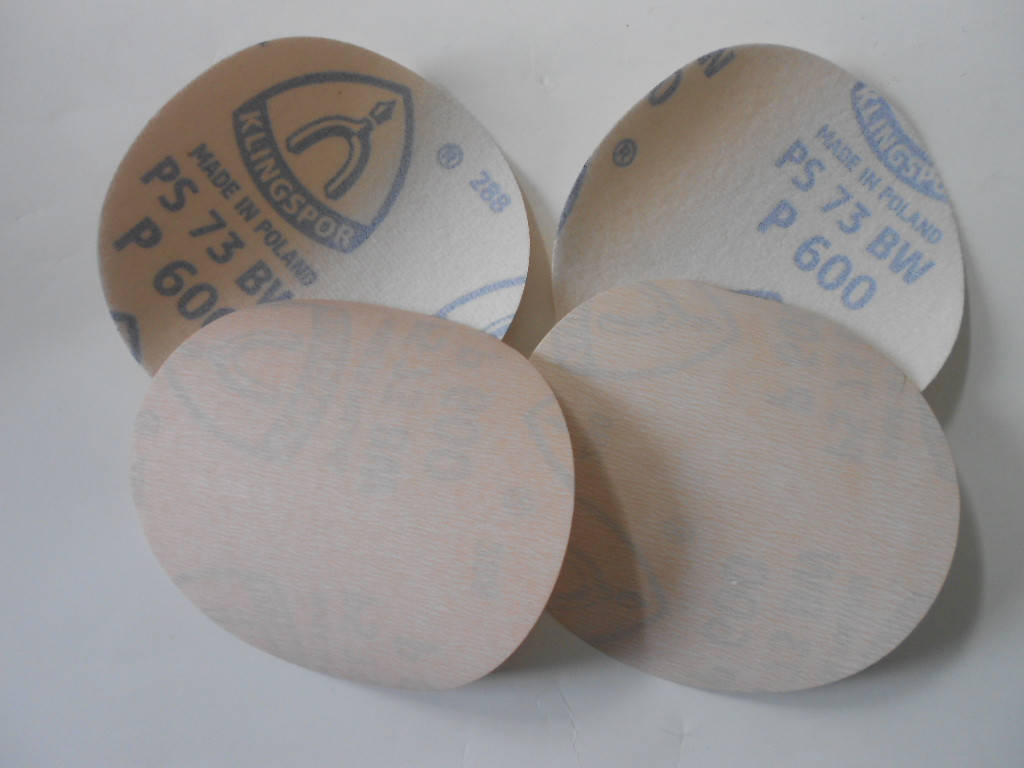 KLINGSPOR
®
288
MADE IN POLAND
PS 73 BW
P 600
®
KLINGSPOR
MADE IN POLAND
PS 73 BW
P 600